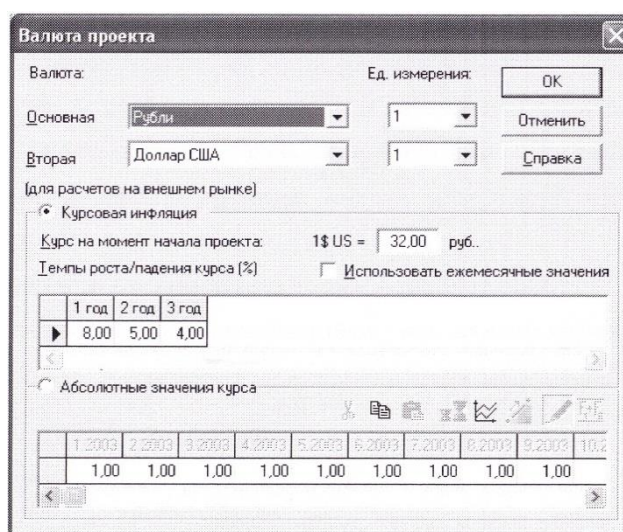 Валюта проекта
Валюта: Ед. измерения: OK
Основная Рубли 1 Отменить
Вторая Доллар США 1 Справка
(для расчетов на внешнем рынке)
Курсовая инфляция
Курс на момент начала проекта: 1$ US = 32,00 руб..
Темпы роста/падения курса (%) Использовать ежемесячные значения
1 год 2 год 3 год
8,00 5,00 4,00
Абсолютные значения курса
1.2003 2.2003 3.2003 4.2003 5.2003 6.2003 7.2003 8.2003 9.2003 10.2
1,00 1,00 1,00 1,00 1,00 1,00 1,00 1,00 1,00